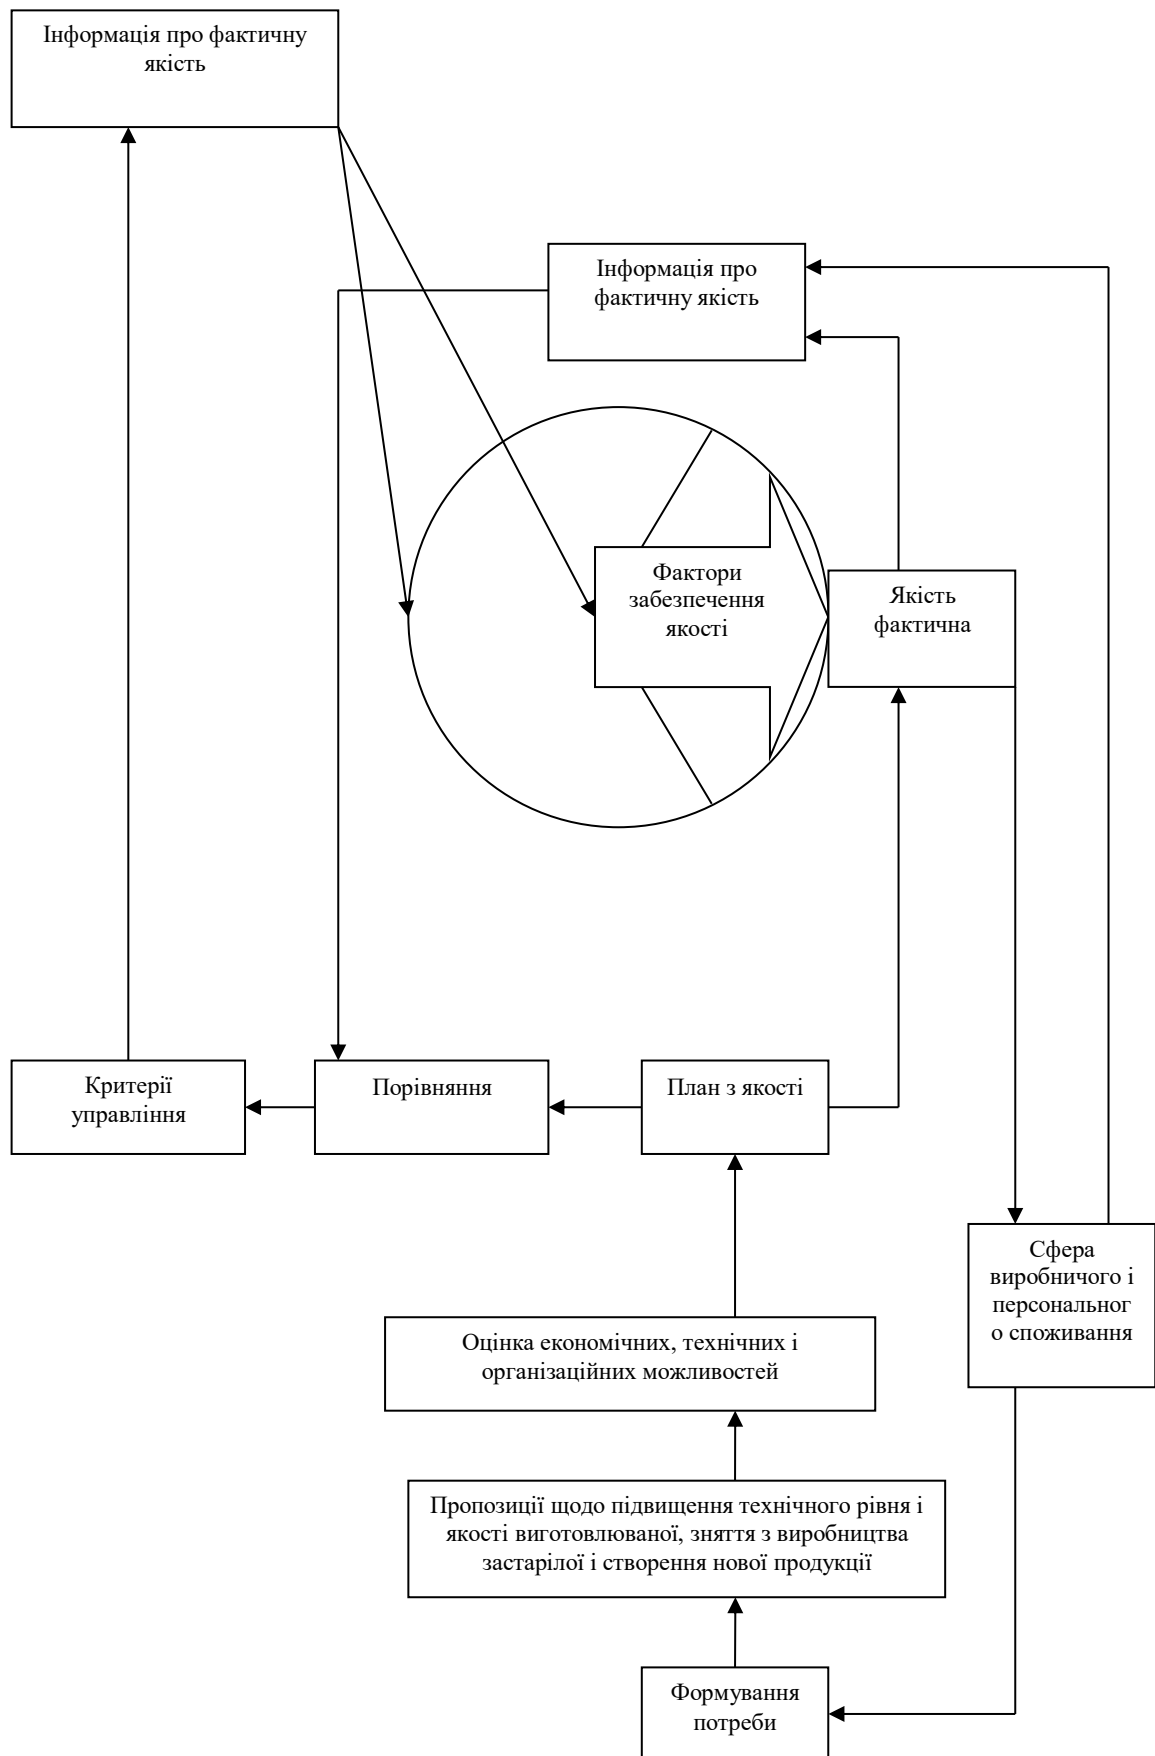 Інформація про фактичну
якість
Інформація про
фактичну якість
Фактори
забезпечення
якості
Якість
фактична
Критерії
управління
Порівняння
План з якості
Сфера
виробничого і
персональног
о споживання
Оцінка економічних, технічних і
організаційних можливостей
Пропозиції щодо підвищення технічного рівня і
якості виготовлюваної, зняття з виробництва
застарілої і створення нової продукції
Формування
потреби